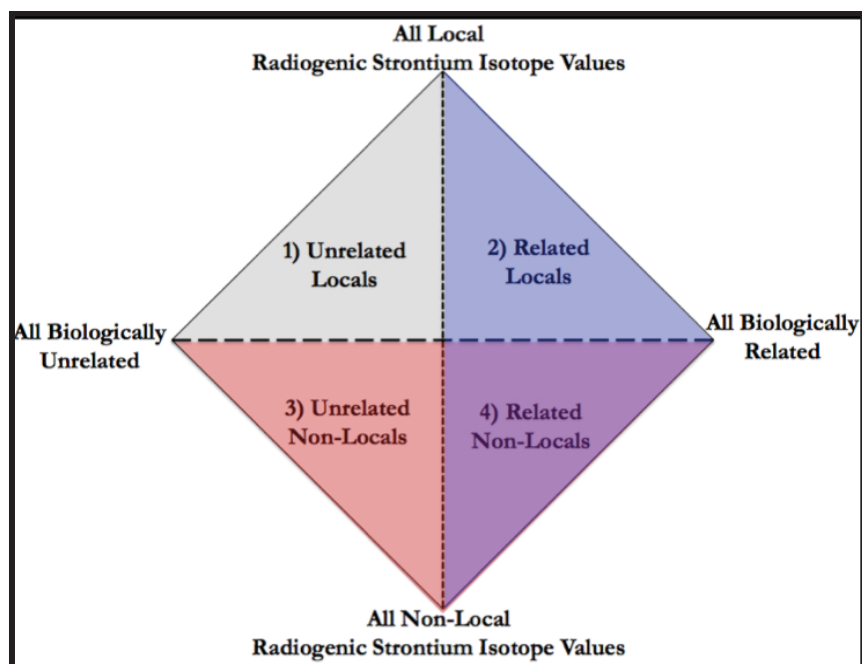 All Local
Radiogenic Strontium Isotope Values
1) Unrelated
Locals
2) Related
Locals
All Biologically
Unrelated
All Biologically
Related
3) Unrelated
Non-Locals
4) Related
Non-Locals
All Non-Local
Radiogenic Strontium Isotope Values